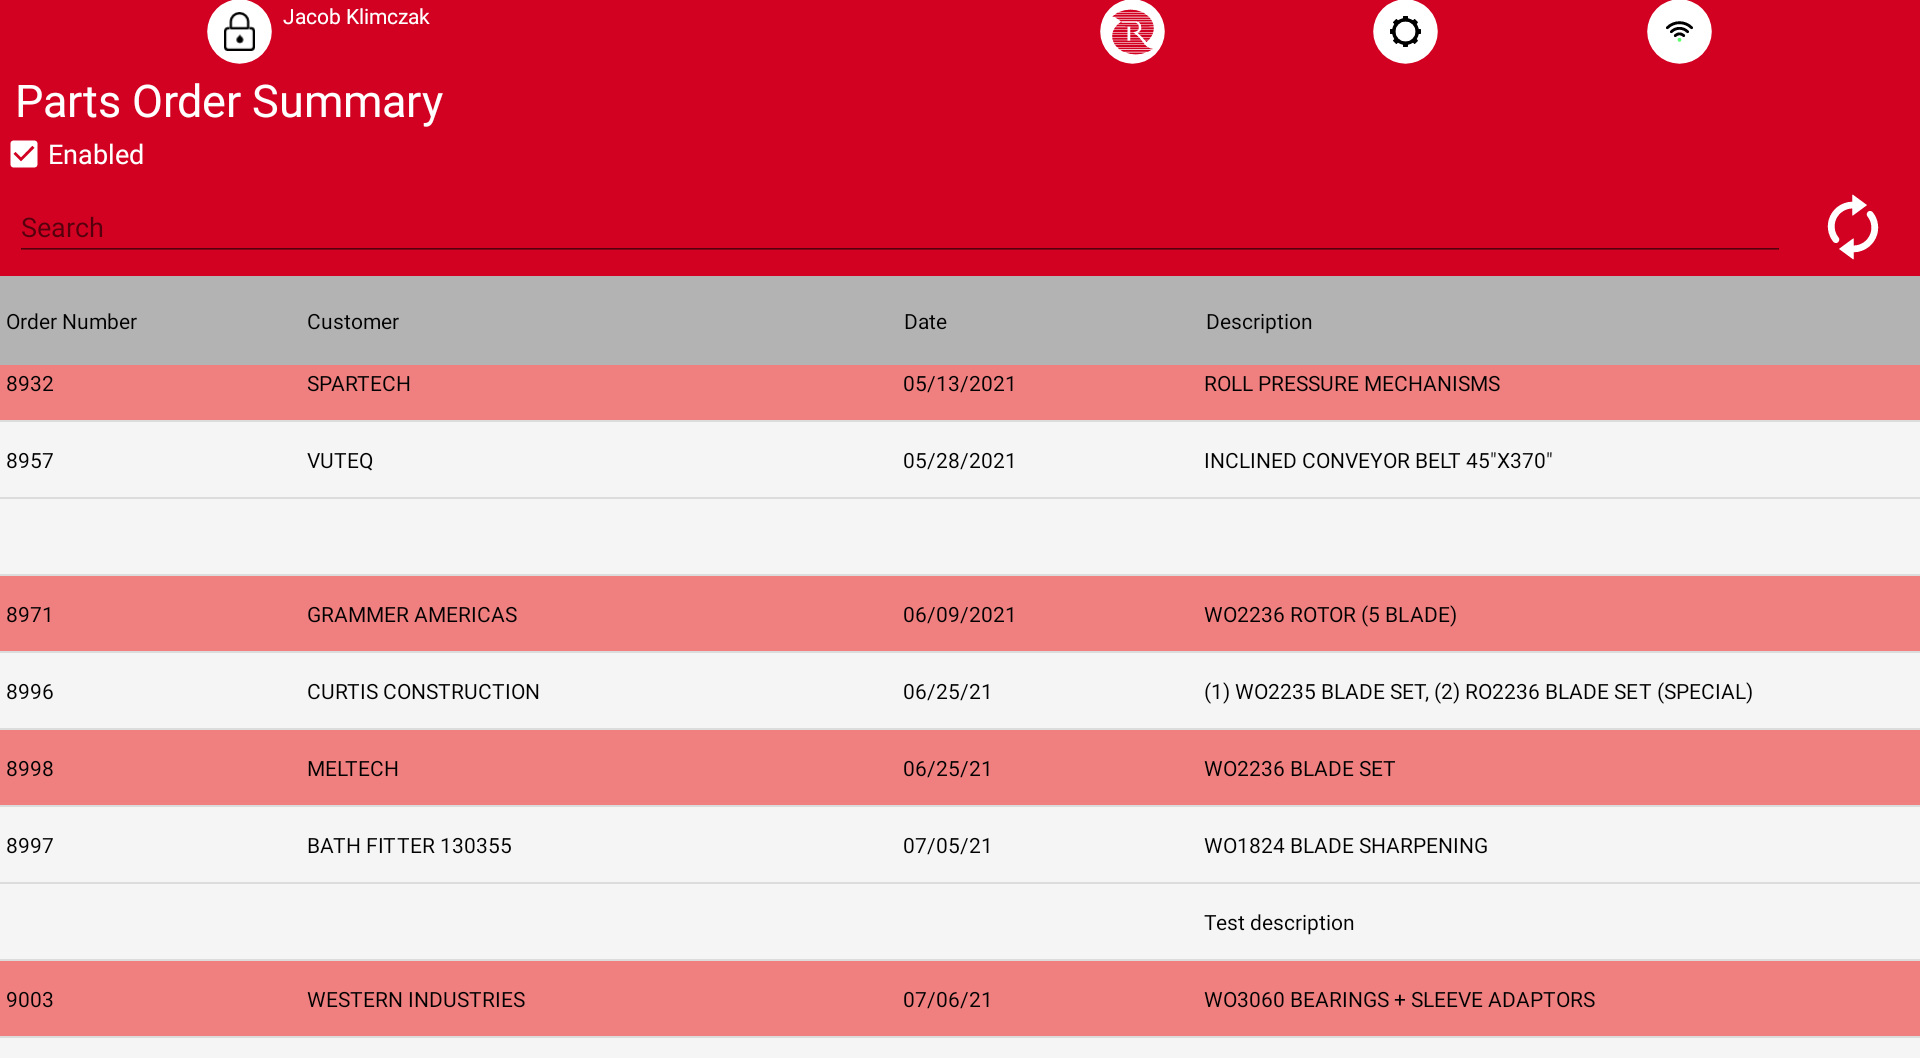 Jacob Klimczak
R
Parts Order Summary
Enabled
Search
Order Number Customer Date Description
8932 SPARTECH 05/13/2021 ROLL PRESSURE MECHANISMS
8957 VUTEQ 05/28/2021 INCLINED CONVEYOR BELT 45"X370"
8971 GRAMMER AMERICAS 06/09/2021 WO2236 ROTOR (5 BLADE)
8996 CURTIS CONSTRUCTION 06/25/21 (1) WO2235 BLADE SET, (2) RO2236 BLADE SET (SPECIAL)
8998 MELTECH 06/25/21 WO2236 BLADE SET
8997 BATH FITTER 130355 07/05/21 WO1824 BLADE SHARPENING
Test description
9003 WESTERN INDUSTRIES 07/06/21 WO3060 BEARINGS + SLEEVE ADAPTORS